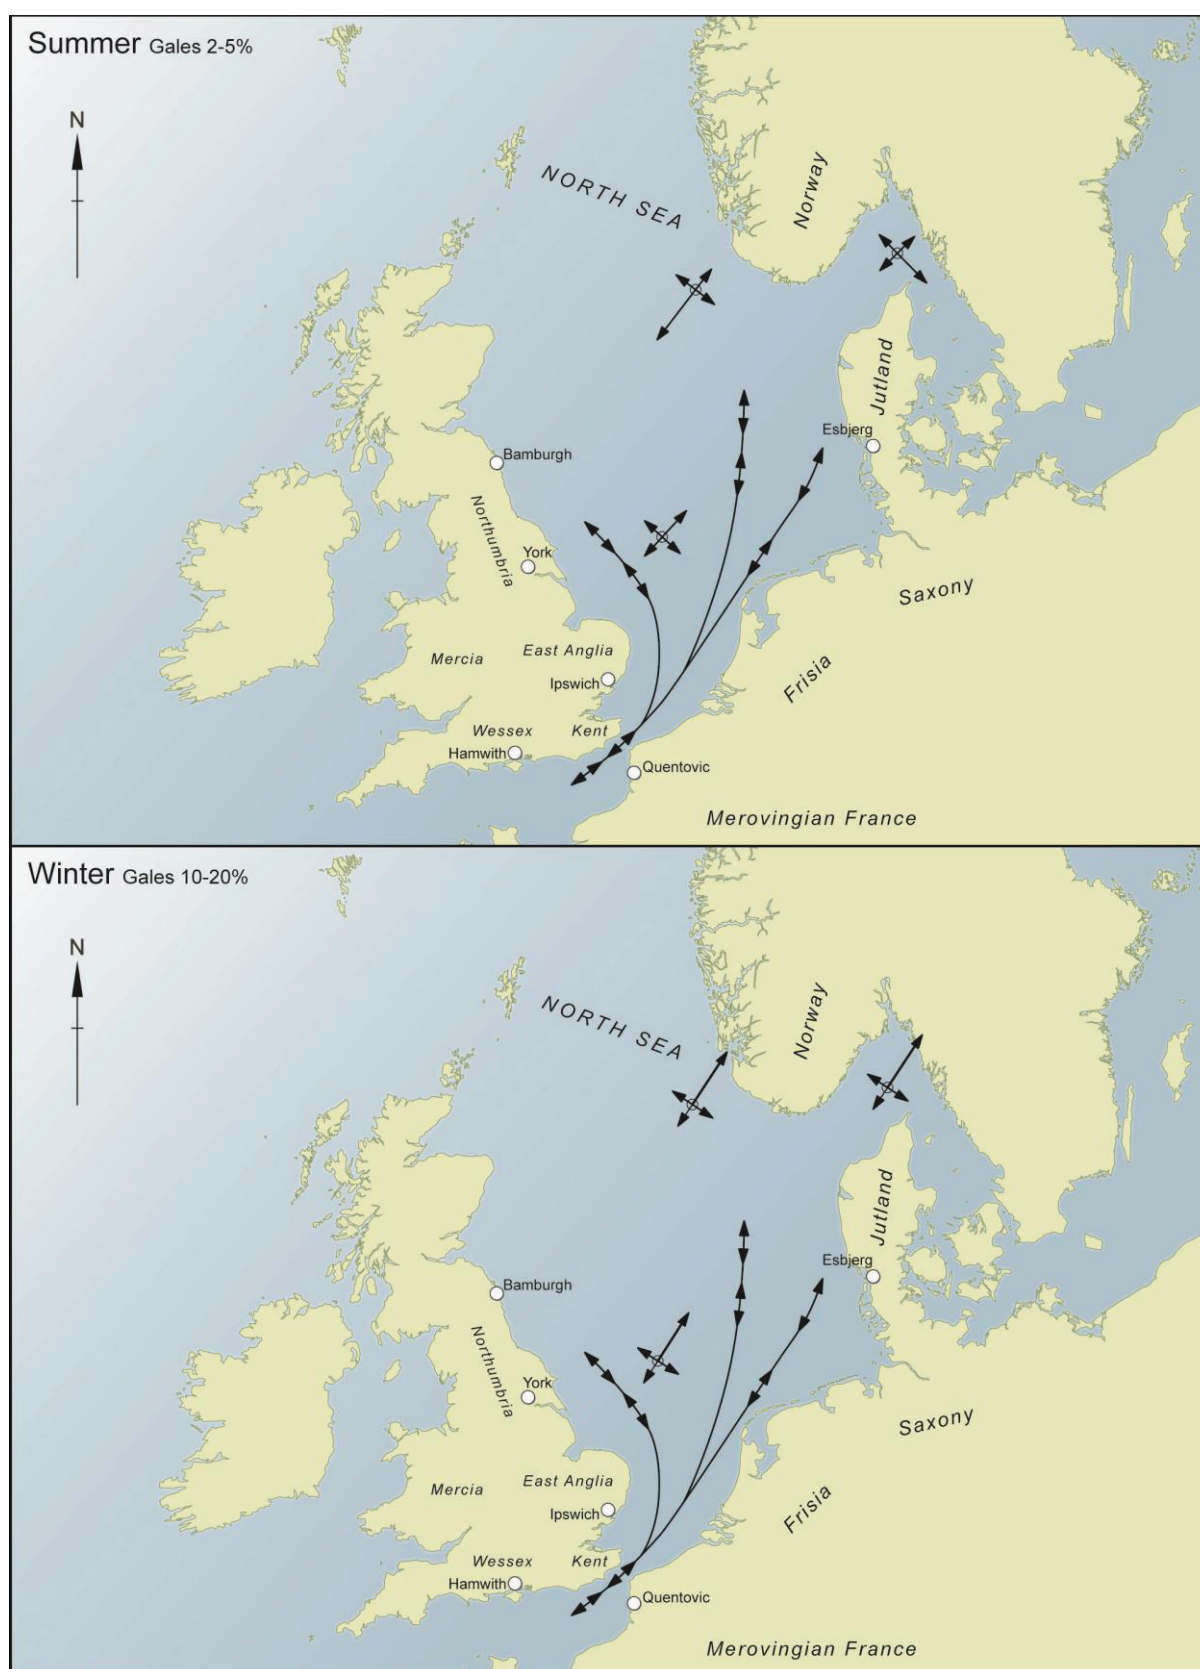 Summer Gales 2-5%
N
NORTH SEA
Norway
Jutland
Esbjerg
Bamburgh
Northumbria
York
Saxony
East Anglia
Mercia
Ipswich
Frisia
Wessex
Kent
Hamwith
Quentovic
Merovingian France
Winter Gales 10-20%
N
NORTH SEA
Norway
Jutland
Esbjerg
Bamburgh
Northumbria
York
Saxony
East Anglia
Mercia
Ipswich
Frisia
Wessex
Kent
Hamwith
Quentovic
Merovingian France